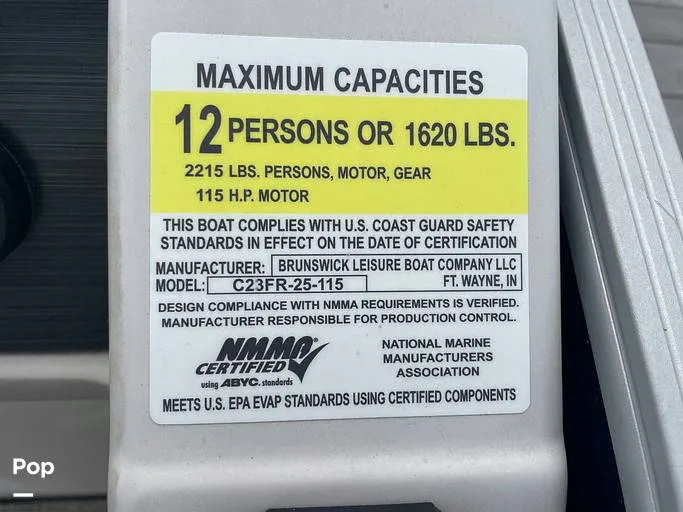 MAXIMUM CAPACITIES
12 PERSONS OR 1620 LBS.
2215 LBS. PERSONS, MOTOR, GEAR
115 H.P. MOTOR
THIS BOAT COMPLIES WITH U.S. COAST GUARD SAFETY
STANDARDS IN EFFECT ON THE DATE OF CERTIFICATION
MANUFACTURER: BRUNSWICK LEISURE BOAT COMPANY LLC
MODEL: C23FR-25-115 FT. WAYNE, IN
DESIGN COMPLIANCE WITH NMMA REQUIREMENTS IS VERIFIED.
MANUFACTURER RESPONSIBLE FOR PRODUCTION CONTROL.
NMMA
CERTIFIED
using ABYC. standards
NATIONAL MARINE
MANUFACTURERS
ASSOCIATION
MEETS U.S. EPA EVAP STANDARDS USING CERTIFIED COMPONENTS
Pop